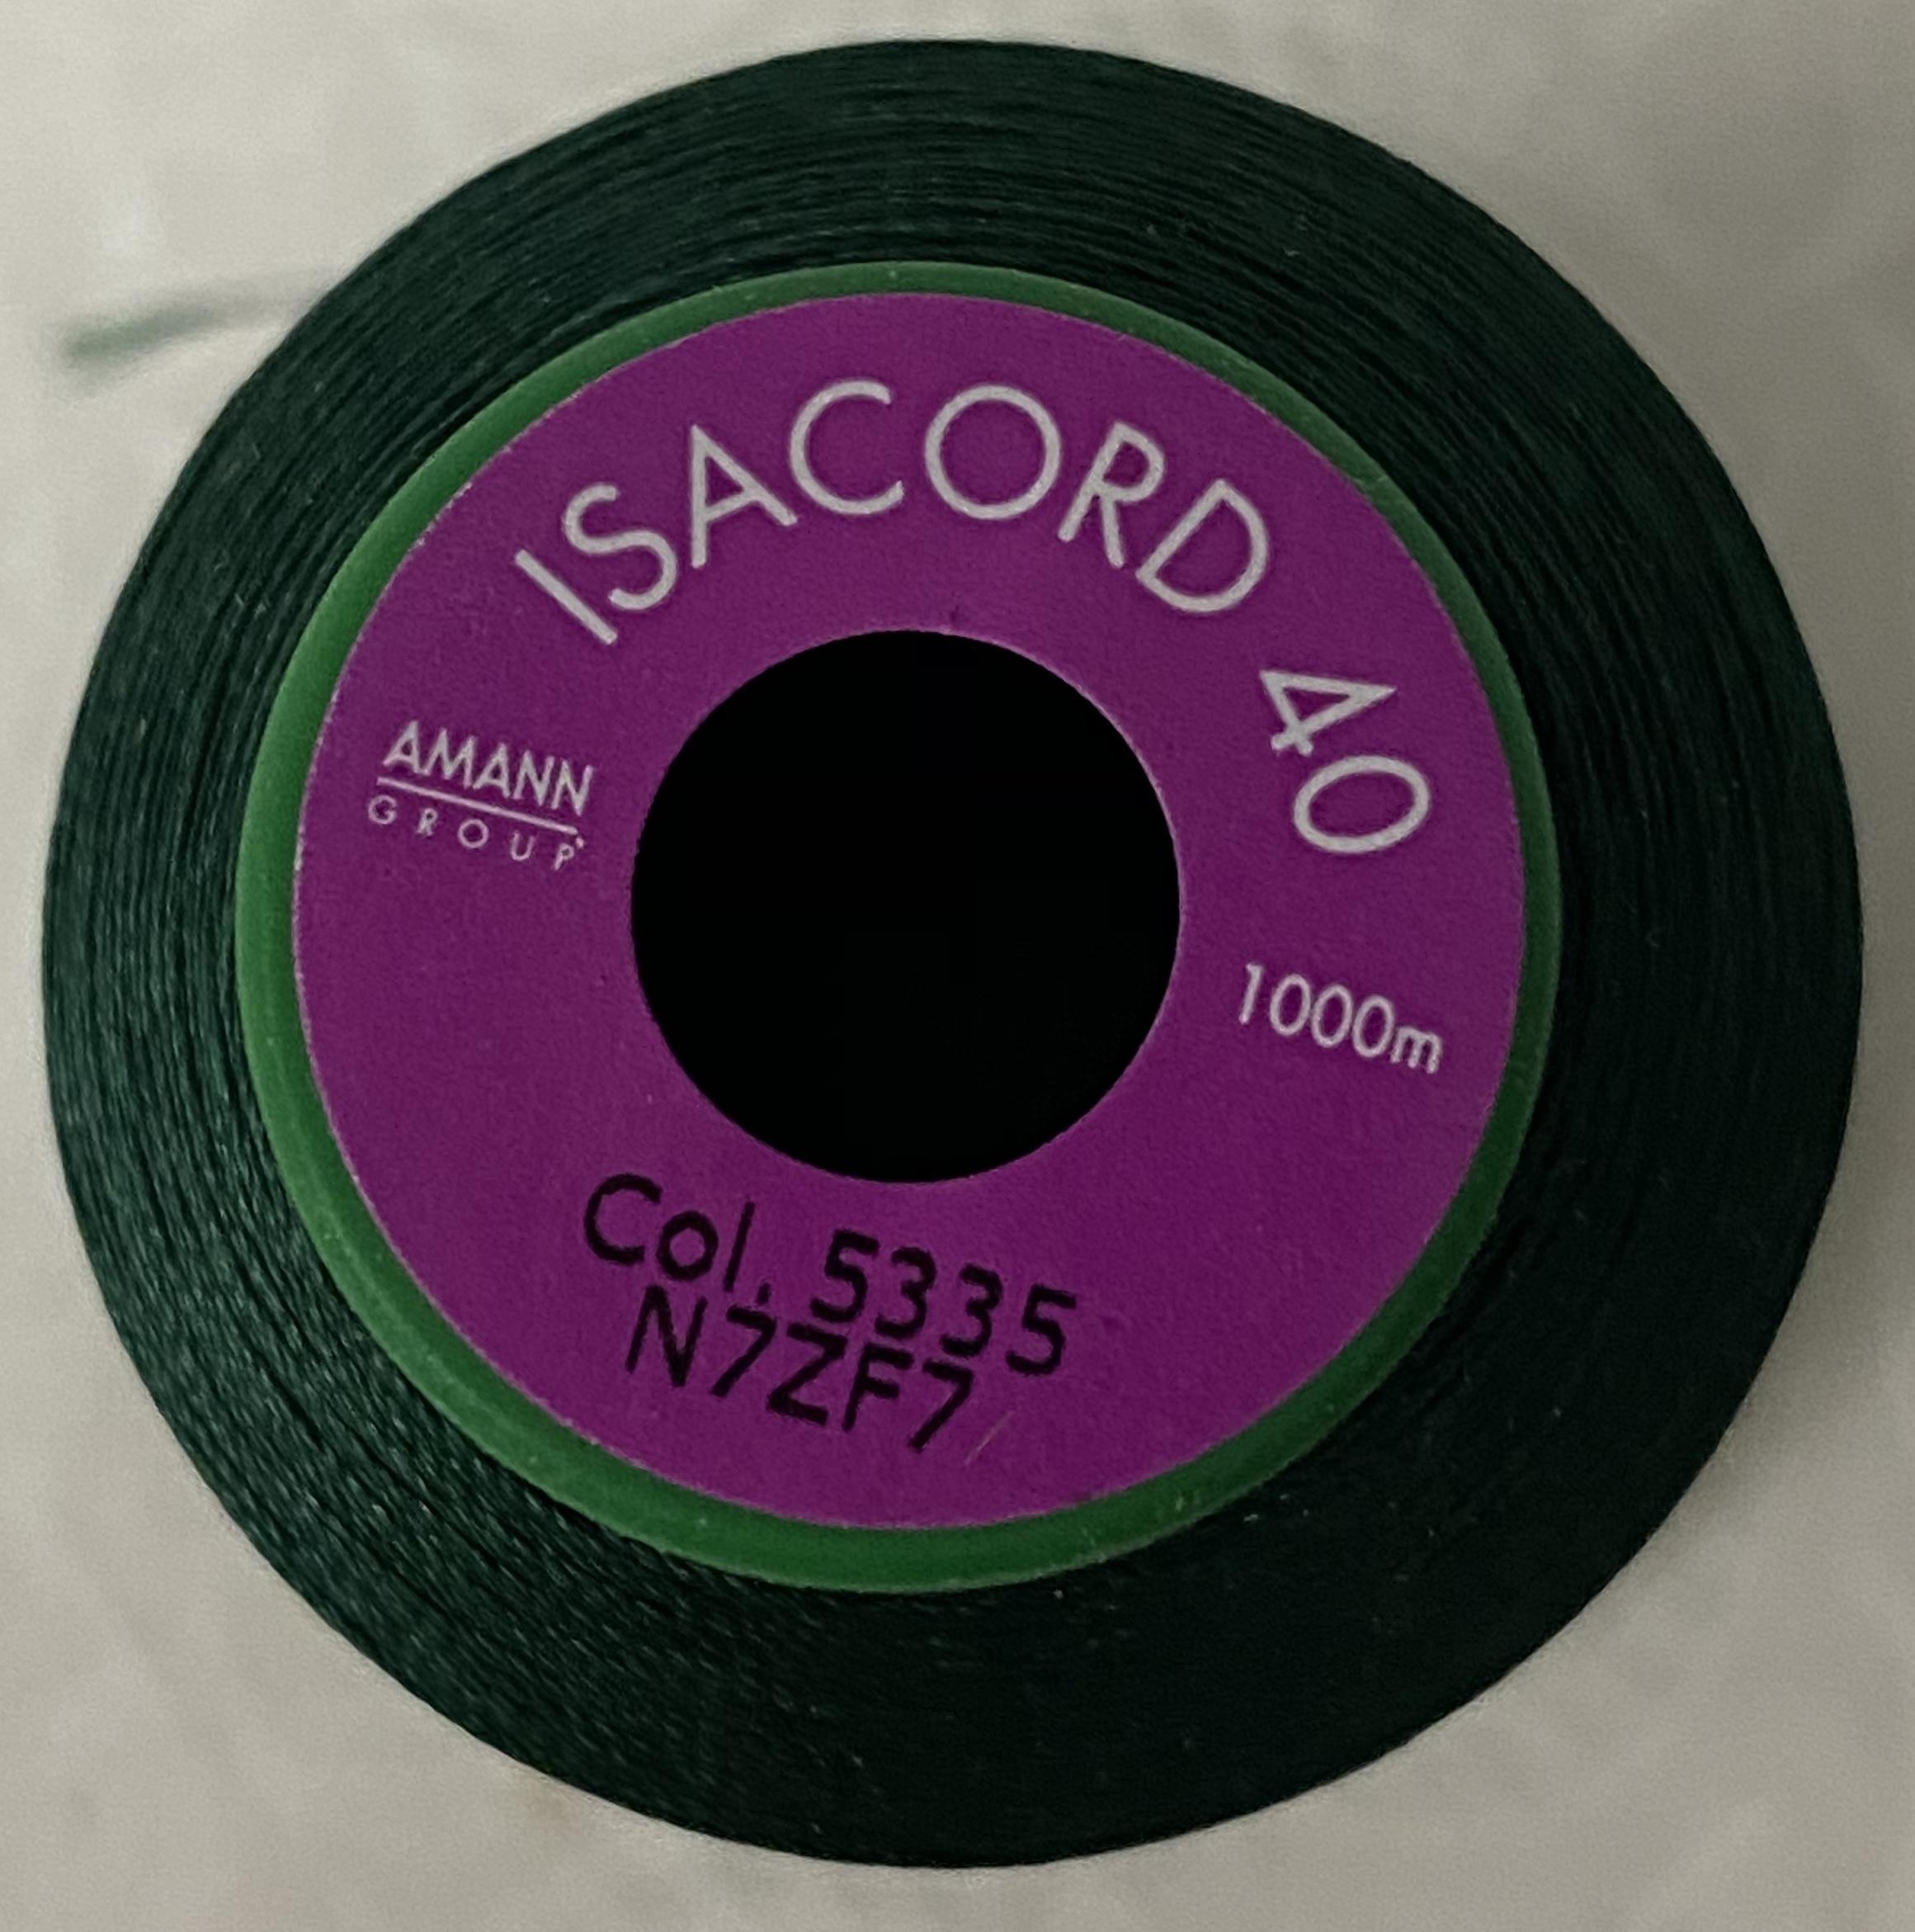 ISACORD 40
AMANN
GROUP
1000m
Col. 5335
N7ZF7